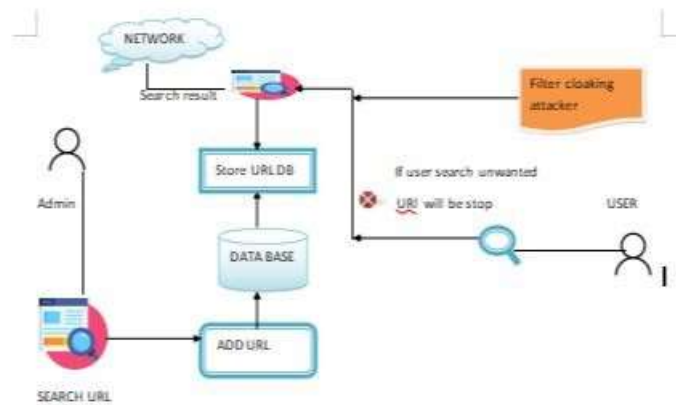 NETWORK
Search result
Filter cloaking
attacker
Store URL DB
If user search unwanted
URI will be stop
Admin
USER
DATA BASE
ADD URL
SEARCH URL